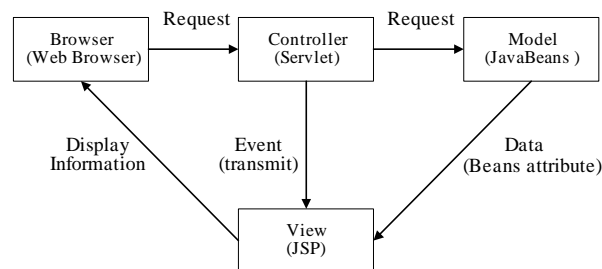 Request
Request
Browser
(Web Browser)
Controller
(Servlet)
Model
(JavaBeans )
Display
Information
Event
(transmit)
Data
(Beans attribute)
View
(JSP)